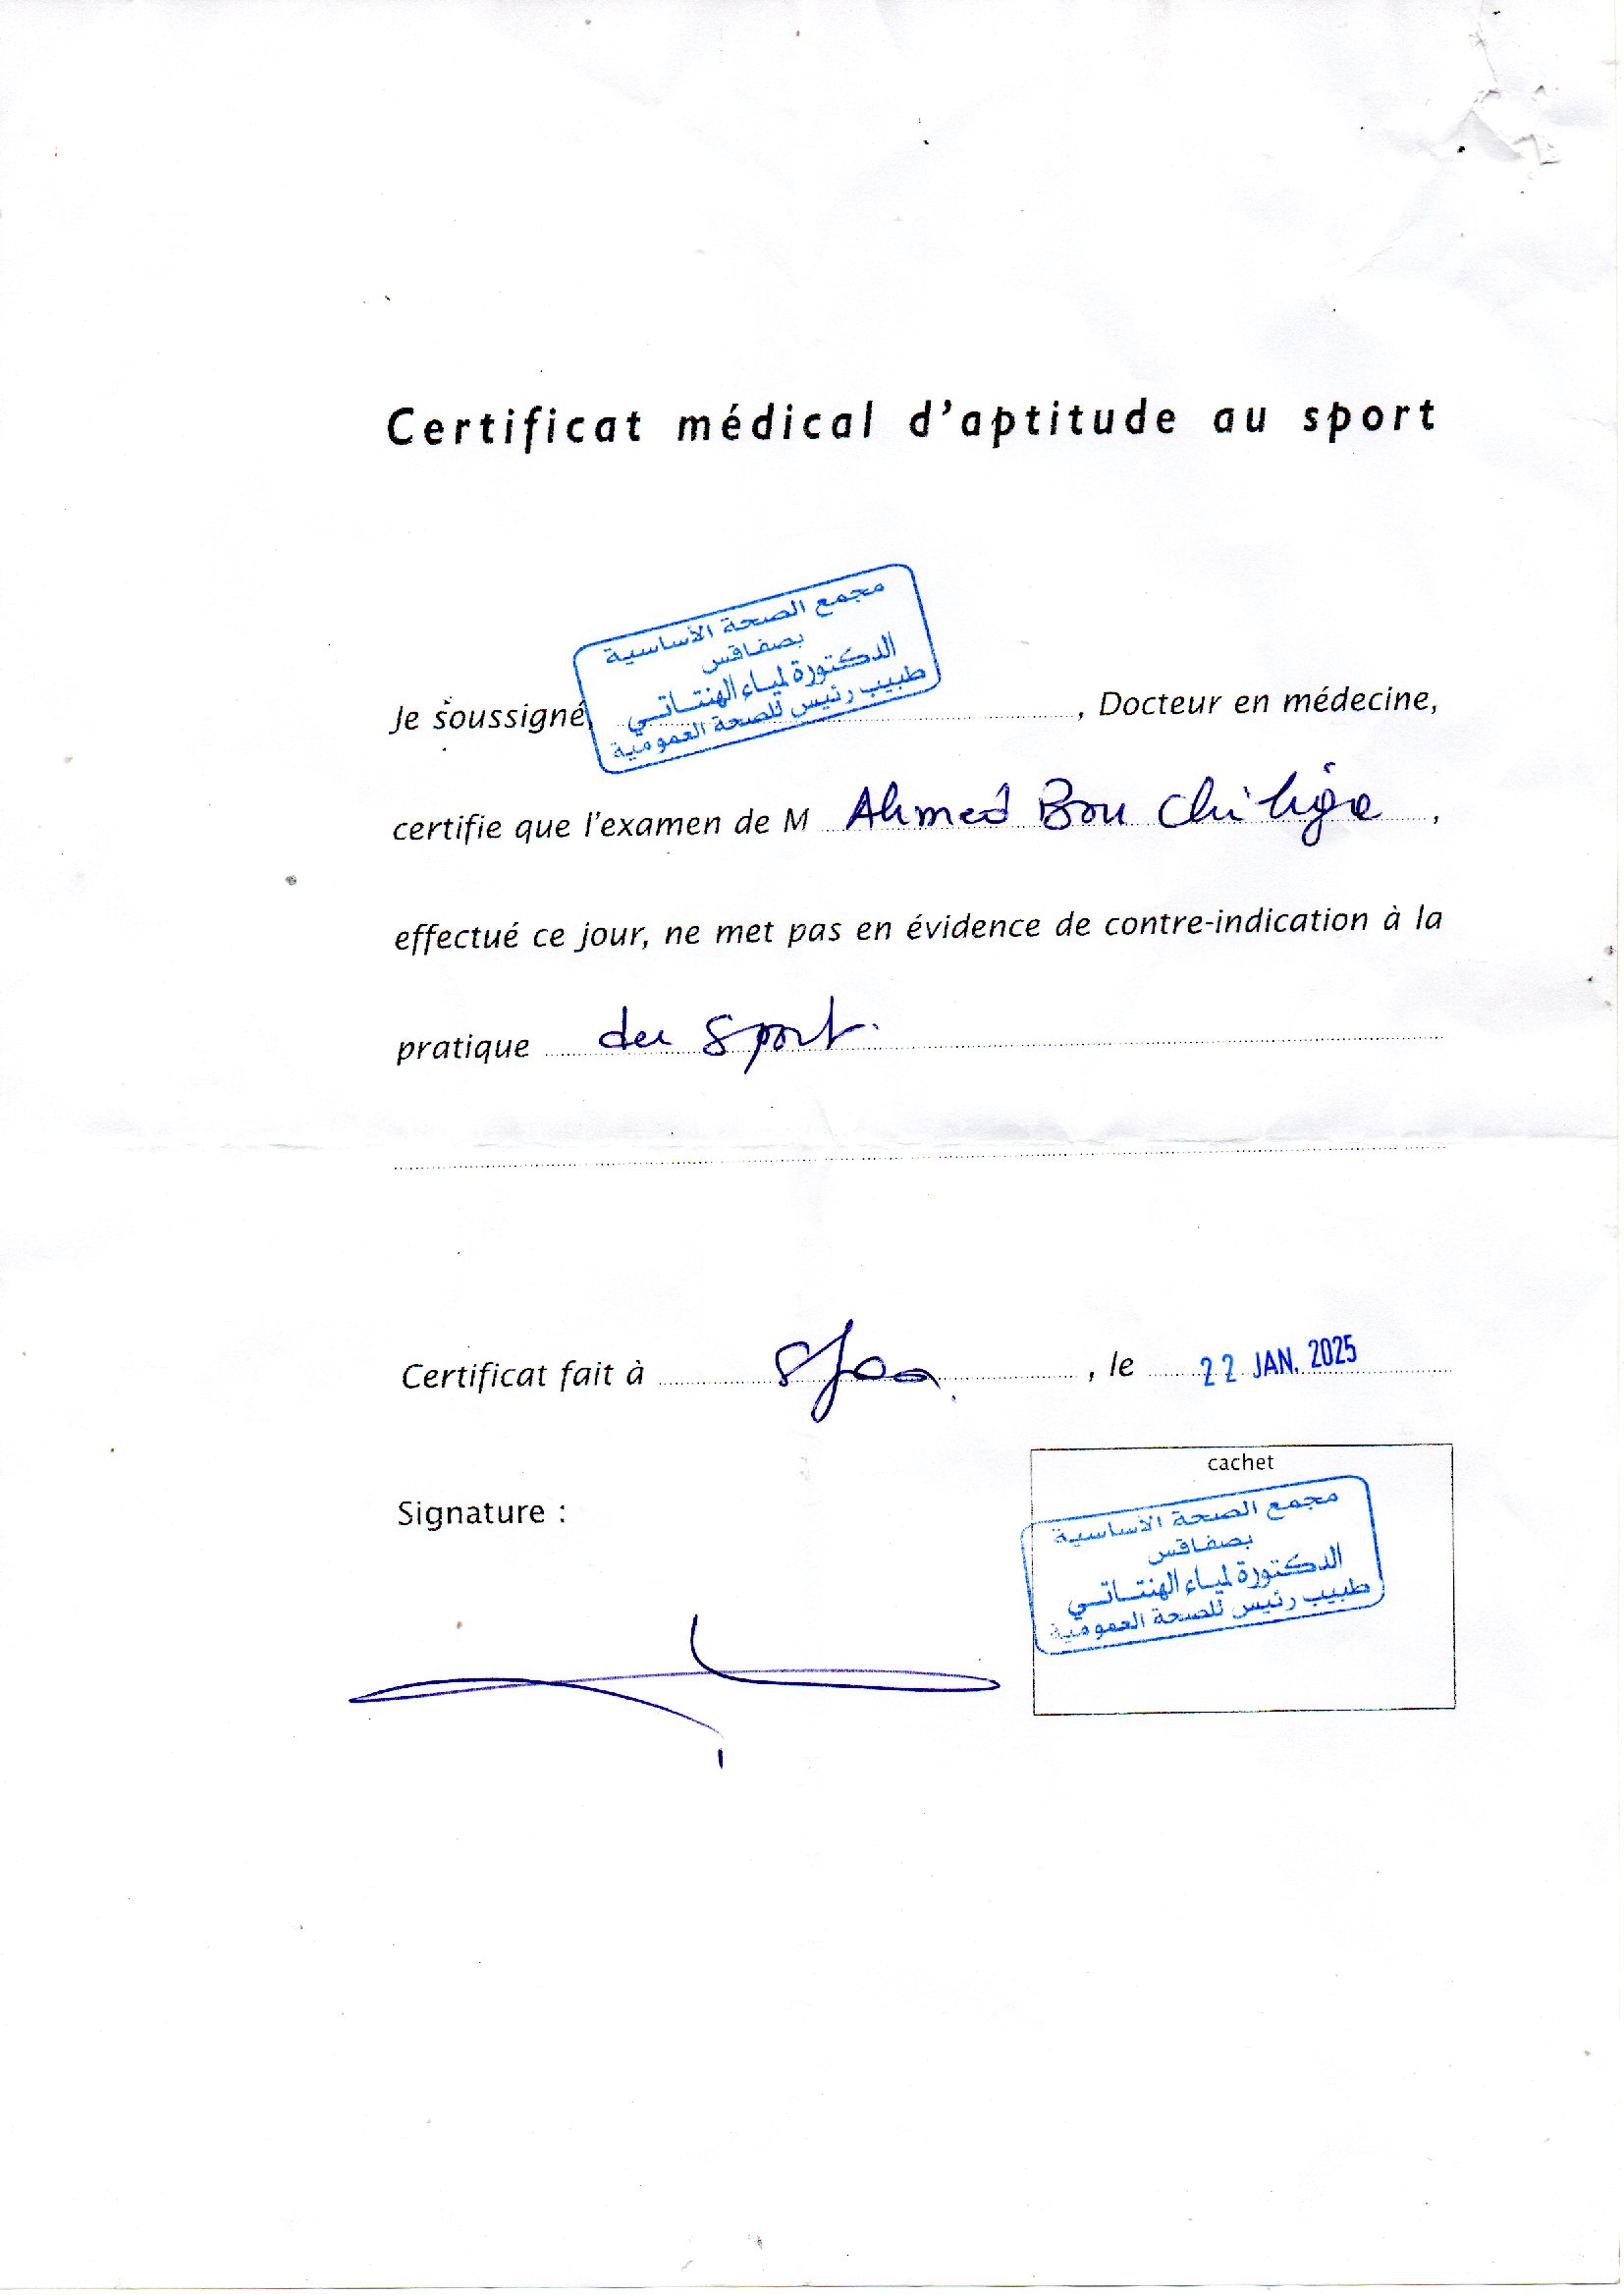 Certificat médical d'aptitude au sport
مجمع الصحة الأساسية
بصفاقس
الدكتورة لمياء الهنتاتي
طبيب رئيس للصحة العمومية
Je soussigné, , Docteur en médecine,
certifie que l'examen de M Ahmed Bou ,
effectué ce jour, ne met pas en évidence de contre-indication à la
pratique du sport.
Certificat fait à , le 22 JAN. 2025
Signature :
cachet
مجمع الصحة الأساسية
بصفاقس
الدكتورة لمياء الهنتاتي
طبيب رئيس للصحة العمومية